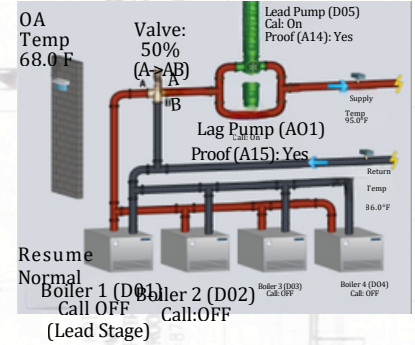 OA
Temp
68.0 F
Valve:
50%
(A->AB)
A
A
B
B
Lead Pump (D05)
Cal: On
Proof (A14): Yes
Supply
Temp
95.0°F
Lag Pump (AO1)
Call: On
Proof (A15): Yes
Return
Temp
86.0°F
Resume
Normal
Boiler 1 (D01)
Call OFF
(Lead Stage)
Boiler 2 (D02)
Call:OFF
Boiler 3 (D03)
Call: OFF
Boiler 4 (DO4)
Call: OFF